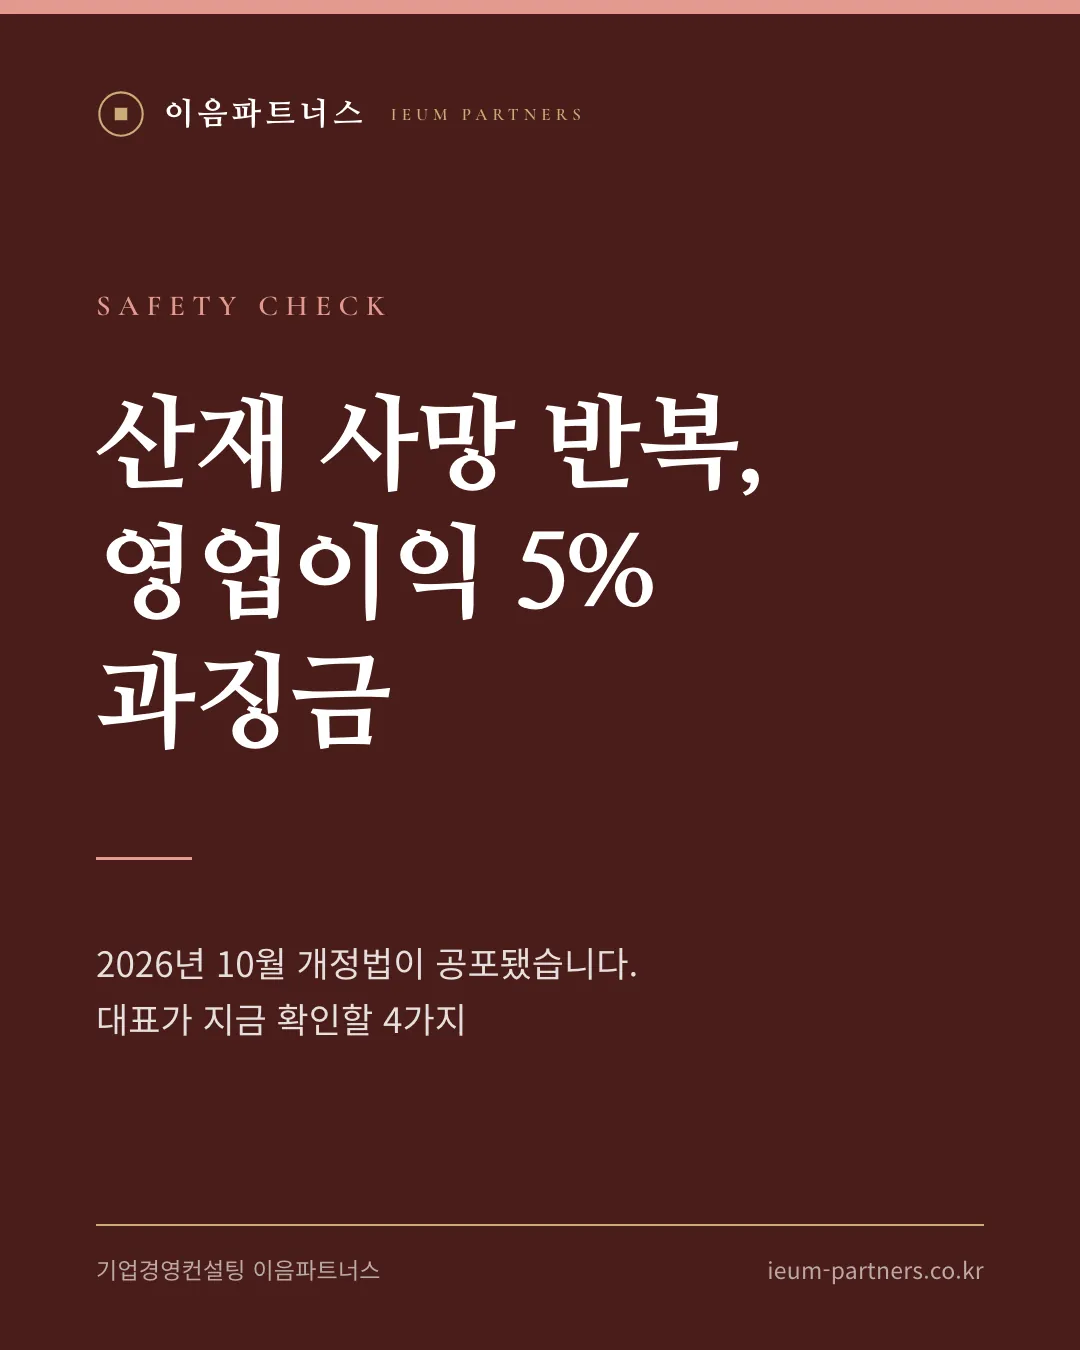 이음파트너스 IEUM PARTNERS
SAFETY CHECK
산재 사망 반복,
영업이익 5%
과징금
2026년 10월 개정법이 공포됐습니다.
대표가 지금 확인할 4가지
기업경영컨설팅 이음파트너스
ieum-partners.co.kr